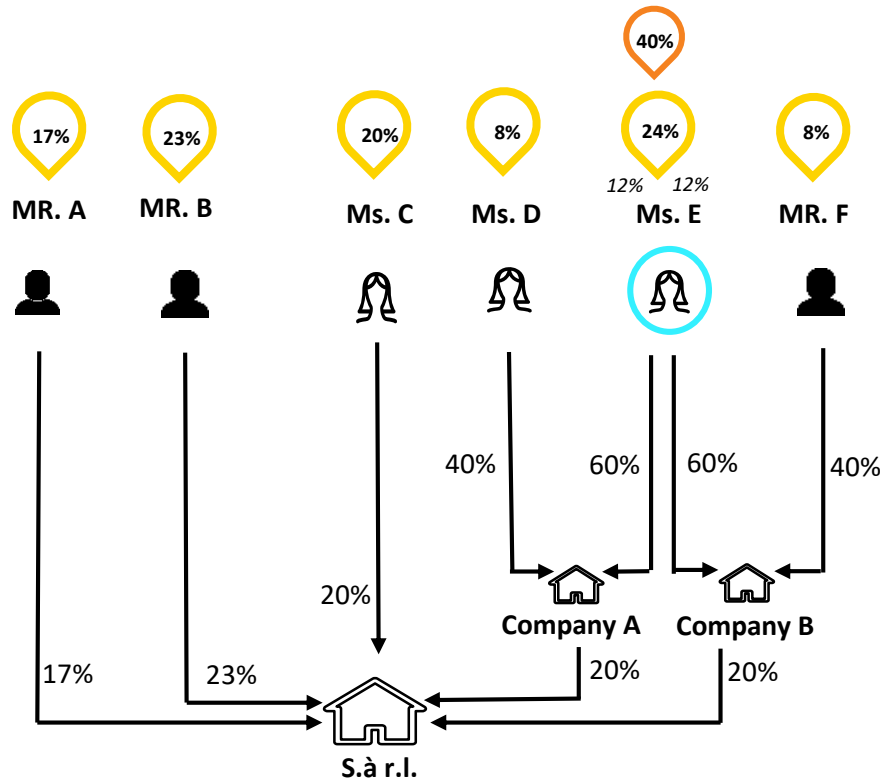 40%
17%
23%
20%
8%
24%
8%
12% 12%
MR. A
MR. B
Ms. C
Ms. D
Ms. E
MR. F
40%
60%
60%
40%
20%
Company A
Company B
17%
23%
20%
20%
S.à r.l.